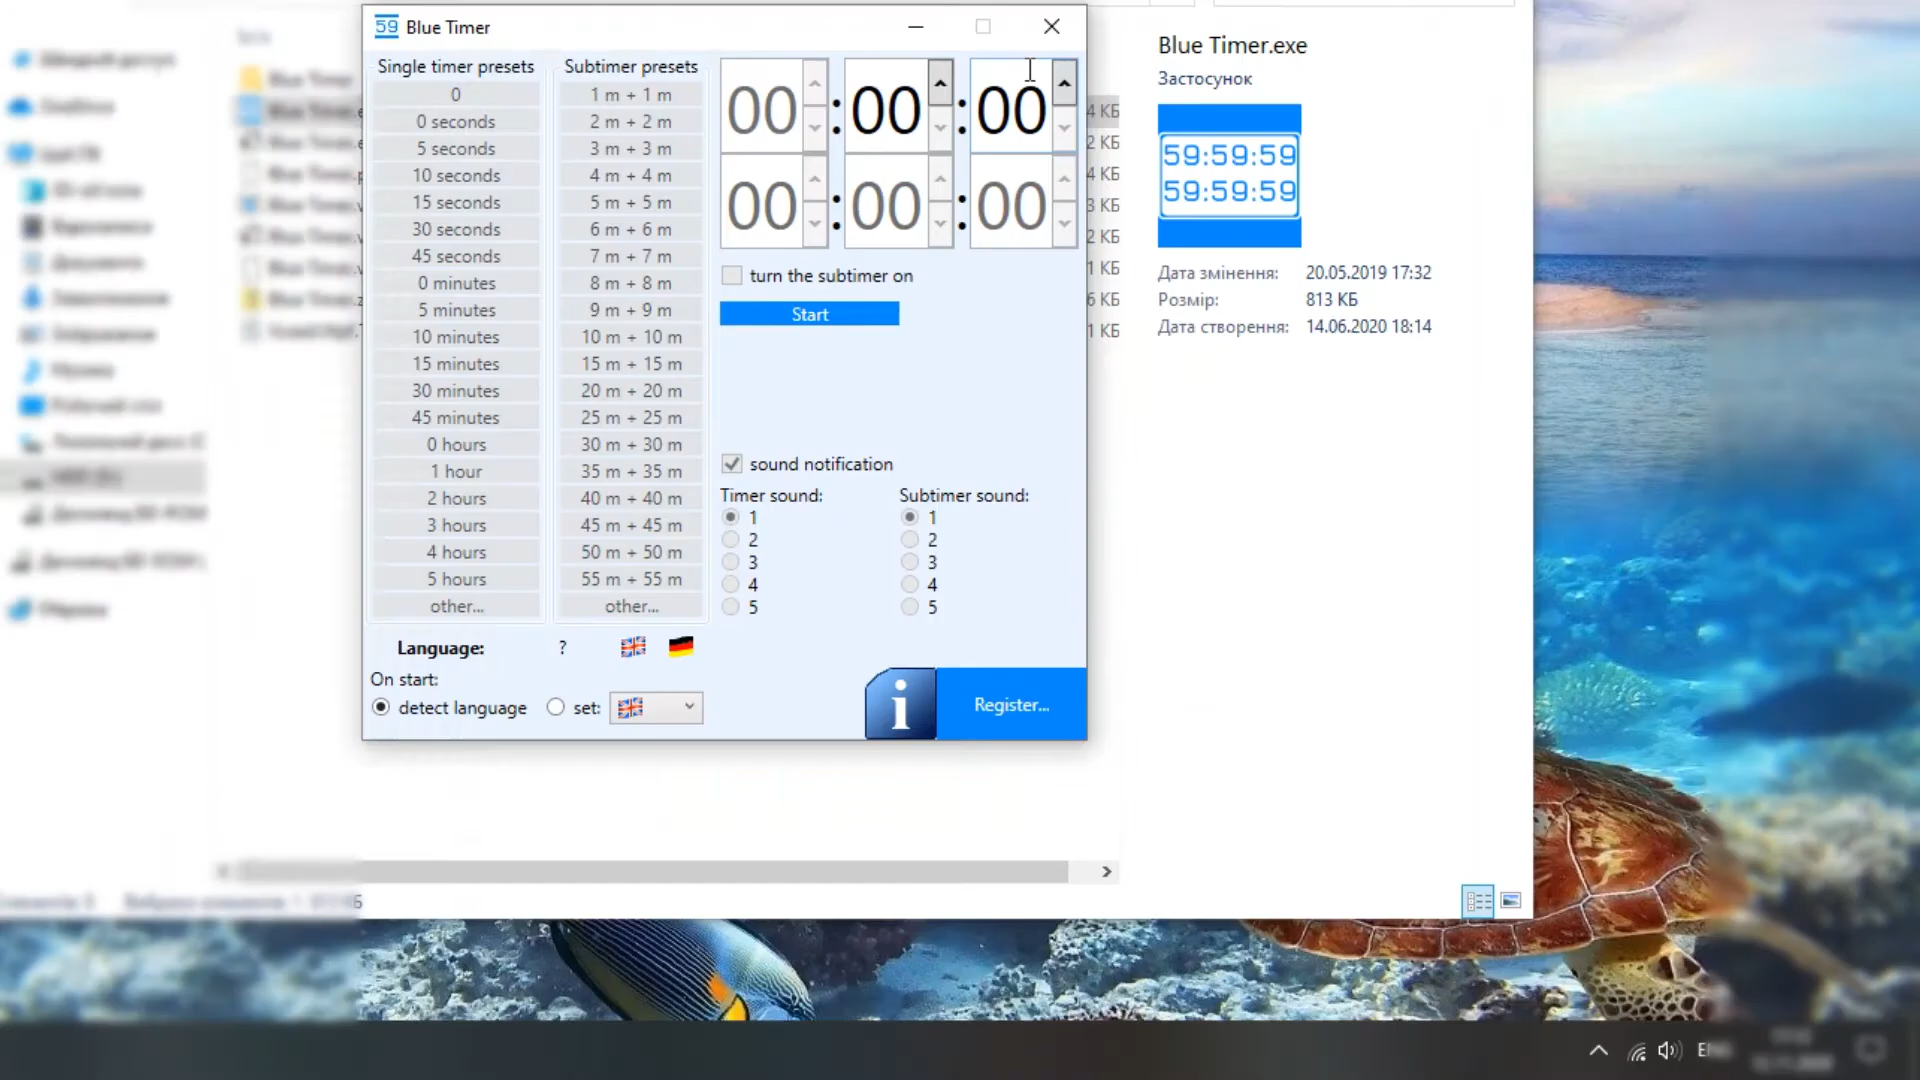 59 Blue Timer
Single timer presets
0
0 seconds
5 seconds
10 seconds
15 seconds
30 seconds
45 seconds
0 minutes
5 minutes
10 minutes
15 minutes
30 minutes
45 minutes
0 hours
1 hour
2 hours
3 hours
4 hours
5 hours
other...
Subtimer presets
1 m + 1 m
2 m + 2 m
3 m + 3 m
4 m + 4 m
5 m + 5 m
6 m + 6 m
7 m + 7 m
8 m + 8 m
9 m + 9 m
10 m + 10 m
15 m + 15 m
20 m + 20 m
25 m + 25 m
30 m + 30 m
35 m + 35 m
40 m + 40 m
45 m + 45 m
50 m + 50 m
55 m + 55 m
other...
00:00:00
00:00:00
turn the subtimer on
Start
sound notification
Timer sound:
1
2
3
4
5
Subtimer sound:
1
2
3
4
5
Language: ?
On start:
detect language set:
i Register...
4 КБ
2 КБ
4 КБ
3 КБ
2 КБ
1 КБ
6 КБ
1 КБ
Blue Timer.exe
Застосунок
59:59:59
59:59:59
Дата змінення: 20.05.2019 17:32
Розмір: 813 КБ
Дата створення: 14.06.2020 18:14